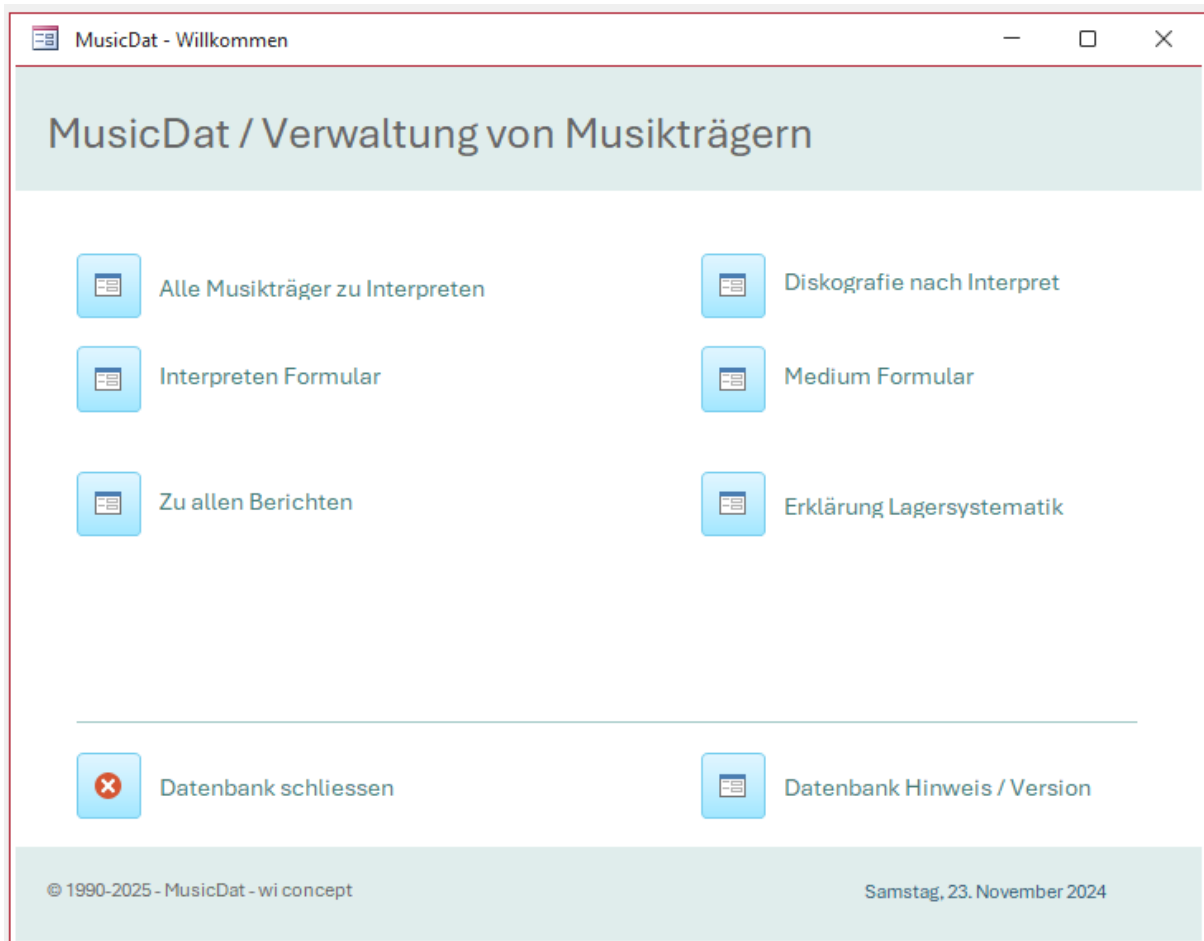 MusicDat - Willkommen
MusicDat / Verwaltung von Musikträgern
Alle Musikträger zu Interpreten
Diskografie nach Interpret
Interpreten Formular
Medium Formular
Zu allen Berichten
Erklärung Lagersystematik
Datenbank schliessen
Datenbank Hinweis / Version
© 1990-2025 - MusicDat - wi concept
Samstag, 23. November 2024